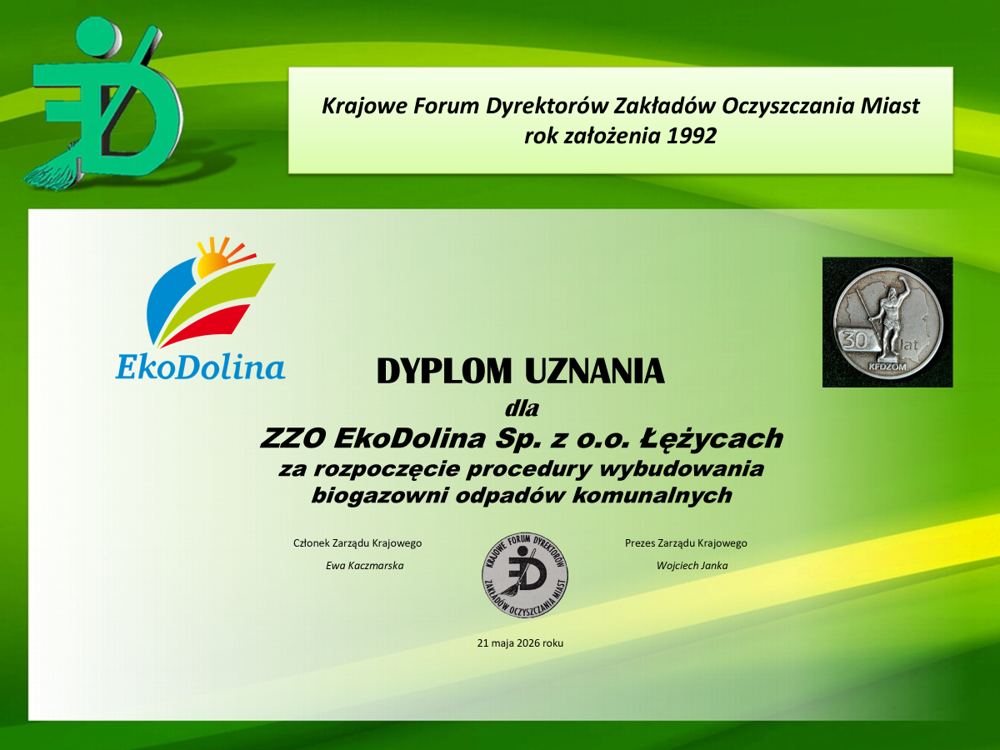 Krajowe Forum Dyrektorów Zakładów Oczyszczania Miast
rok założenia 1992
EkoDolina
30 lat
KFDZOM
DYPLOM UZNANIA
dla
ZZO EkoDolina Sp. z o.o. Łężycach
za rozpoczęcie procedury wybudowania
biogazowni odpadów komunalnych
Członek Zarządu Krajowego
Ewa Kaczmarska
KRAJOWE FORUM DYREKTORÓW
ZAKŁADÓW OCZYSZCZANIA MIAST
Prezes Zarządu Krajowego
Wojciech Janka
21 maja 2026 roku